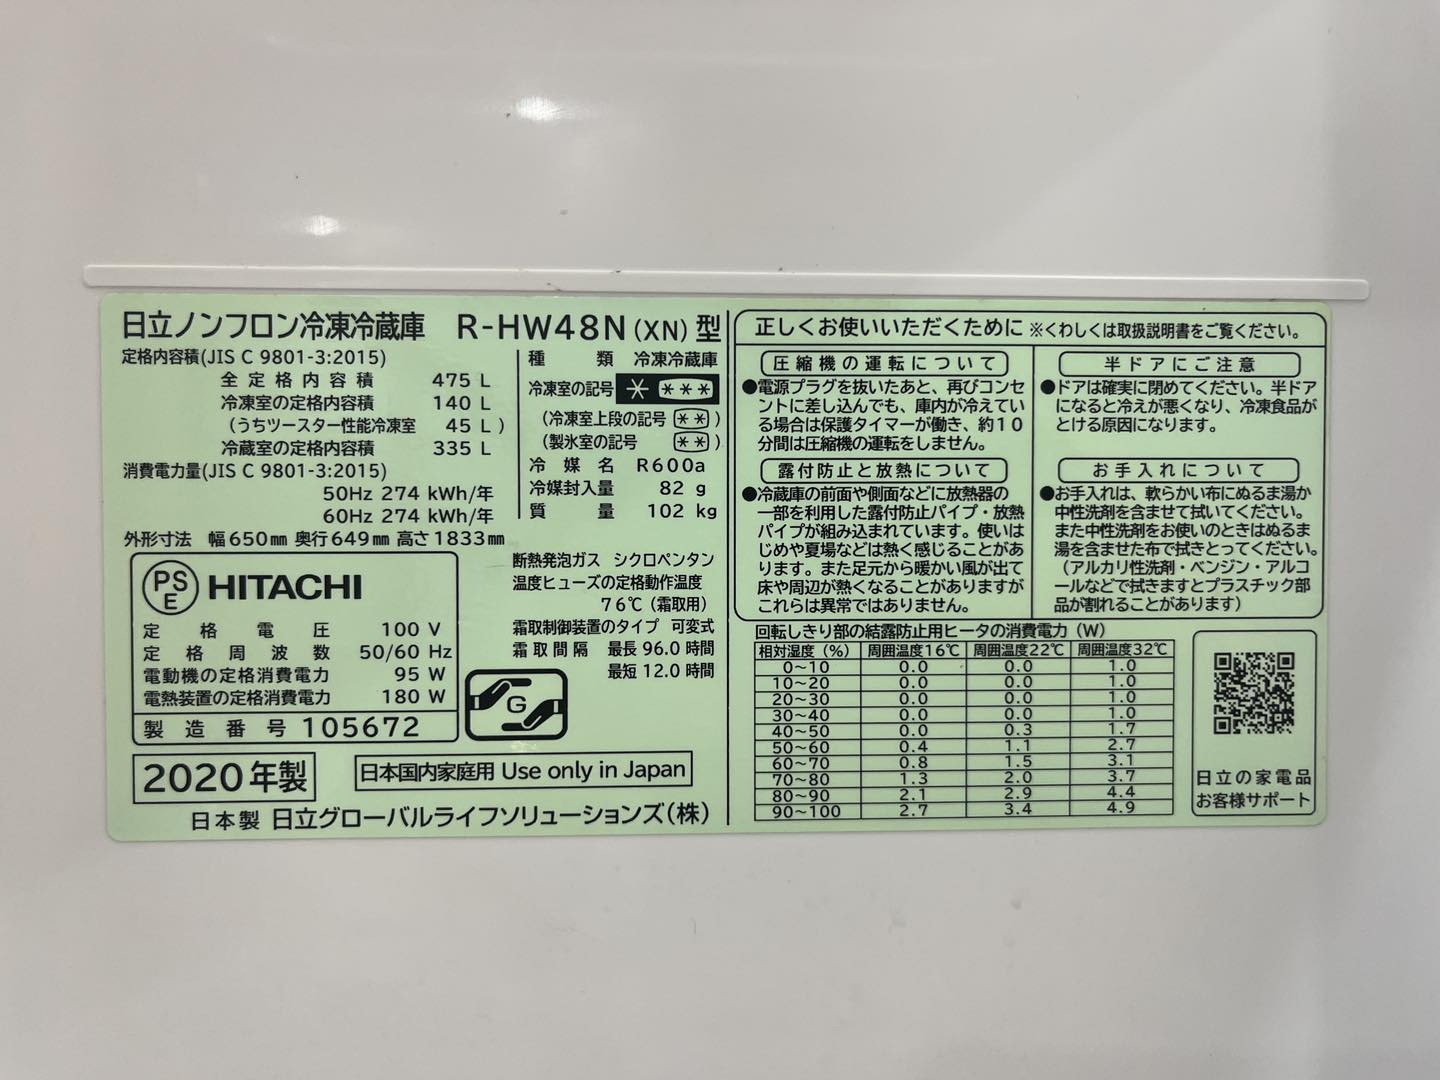 日立ノンフロン冷凍冷蔵庫 R-HW48N(XN)型
定格内容積(JIS C 9801-3:2015)
全定格内容積 475 L
冷凍室の定格内容積 140 L
(うちツースター性能冷凍室 45 L)
冷蔵室の定格内容積 335 L
消費電力量(JIS C 9801-3:2015)
50Hz 274 kWh/年
60Hz 274 kWh/年
外形寸法 幅650mm 奥行649mm 高さ1833mm
種類 冷凍冷蔵庫
冷凍室の記号 * ***
(冷凍室上段の記号 **)
(製氷室の記号 **)
冷媒名 R600a
冷媒封入量 82 g
質量 102 kg
PSE HITACHI
定格電圧 100 V
定格周波数 50/60 Hz
電動機の定格消費電力 95 W
電熱装置の定格消費電力 180 W
製造番号 105672
断熱発泡ガス シクロペンタン
温度ヒューズの定格動作温度
76℃(霜取用)
霜取制御装置のタイプ 可変式
霜取間隔 最長 96.0 時間
最短 12.0 時間
G
2020年製
日本国内家庭用 Use only in Japan
日本製 日立グローバルライフソリューションズ(株)
正しくお使いいただくために ※くわしくは取扱説明書をご覧ください。
圧縮機の運転について
●電源プラグを抜いたあと、再びコンセ
ントに差し込んでも、庫内が冷えてい
る場合は保護タイマーが働き、約10
分間は圧縮機の運転をしません。
露付防止と放熱について
●冷蔵庫の前面や側面などに放熱器の
一部を利用した露付防止パイプ・放熱
パイプが組み込まれています。使いは
じめや夏場などは熱く感じることがあ
ります。また足元から暖かい風が出て
床や周辺が熱くなることがありますが
これらは異常ではありません。
半ドアにご注意
●ドアは確実に閉めてください。半ドア
になると冷えが悪くなり、冷凍食品が
とける原因になります。
お手入れについて
●お手入れは、軟らかい布にぬるま湯か
中性洗剤を含ませて拭いてください。
また中性洗剤をお使いのときはぬるま
湯を含ませた布で拭きとってください。
(アルカリ性洗剤・ベンジン・アルコ
ールなどで拭きますとプラスチック部
品が割れることがあります)
回転しきり部の結露防止用ヒータの消費電力(W)
相対湿度(%) 周囲温度16℃ 周囲温度22℃ 周囲温度32℃
0～10 0.0 0.0 1.0
10～20 0.0 0.0 1.0
20～30 0.0 0.0 1.0
30～40 0.0 0.0 1.0
40～50 0.0 0.3 1.7
50～60 0.4 1.1 2.7
60～70 0.8 1.5 3.1
70～80 1.3 2.0 3.7
80～90 2.1 2.9 4.4
90～100 2.7 3.4 4.9
日立の家電品
お客様サポート